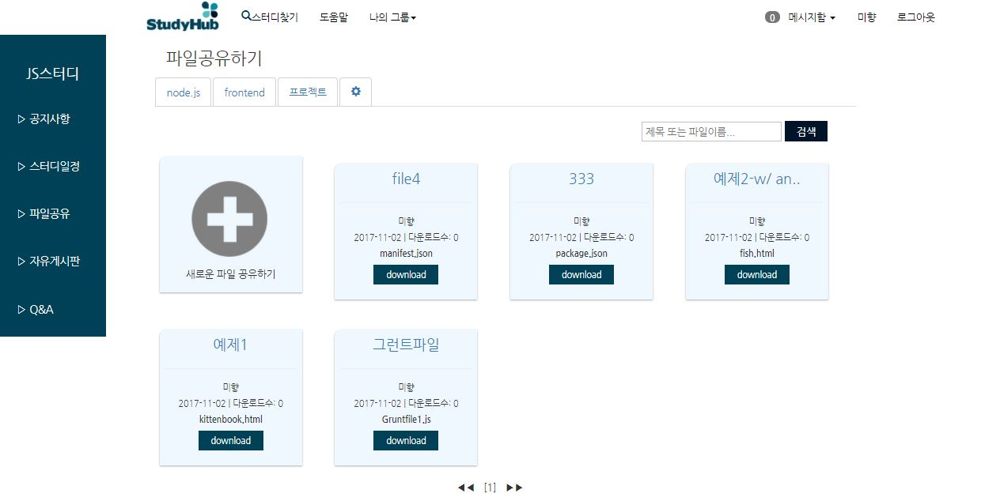 StudyHub
스터디찾기 도움말 나의 그룹 0 메시지함 미향 로그아웃
JS스터디
▷ 공지사항
▷ 스터디일정
▷ 파일공유
▷ 자유게시판
▷ Q&A
파일공유하기
node.js frontend 프로젝트
제목 또는 파일이름... 검색
새로운 파일 공유하기
file4
미향
2017-11-02 | 다운로드수: 0
manifest.json
download
333
미향
2017-11-02 | 다운로드수: 0
package.json
download
예제2-w/ an..
미향
2017-11-02 | 다운로드수: 0
fish.html
download
예제1
미향
2017-11-02 | 다운로드수: 0
kittenbook.html
download
그런트파일
미향
2017-11-02 | 다운로드수: 0
Gruntfile1.js
download
◀◀ [1] ▶▶